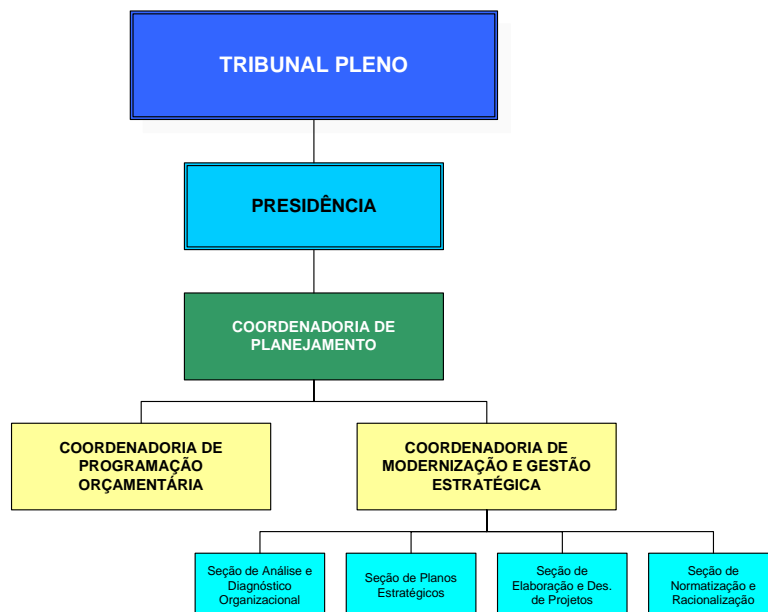 TRIBUNAL PLENO
PRESIDÊNCIA
COORDENADORIA DE
PLANEJAMENTO
COORDENADORIA DE
PROGRAMAÇÃO
ORÇAMENTÁRIA
COORDENADORIA DE
MODERNIZAÇÃO E GESTÃO
ESTRATÉGICA
Seção de Análise e
Diagnóstico
Organizacional
Seção de Planos
Estratégicos
Seção de
Elaboração e Des.
de Projetos
Seção de
Normatização e
Racionalização